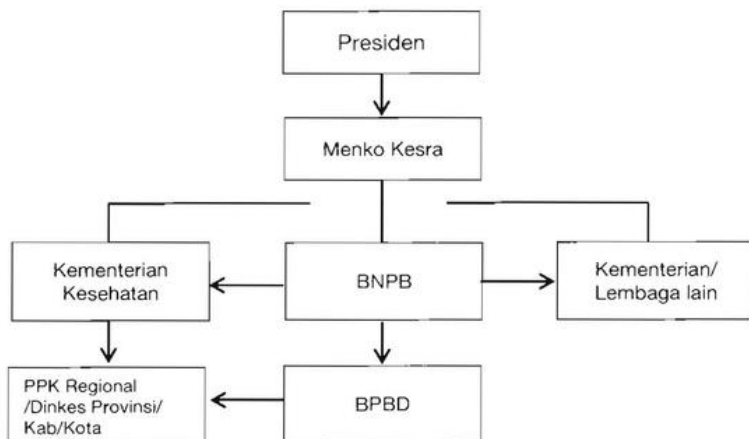 Presiden
Menko Kesra
Kementerian
Kesehatan
BNPB
Kementerian/
Lembaga lain
PPK Regional
/Dinkes Provinsi/
Kab/Kota
BPBD